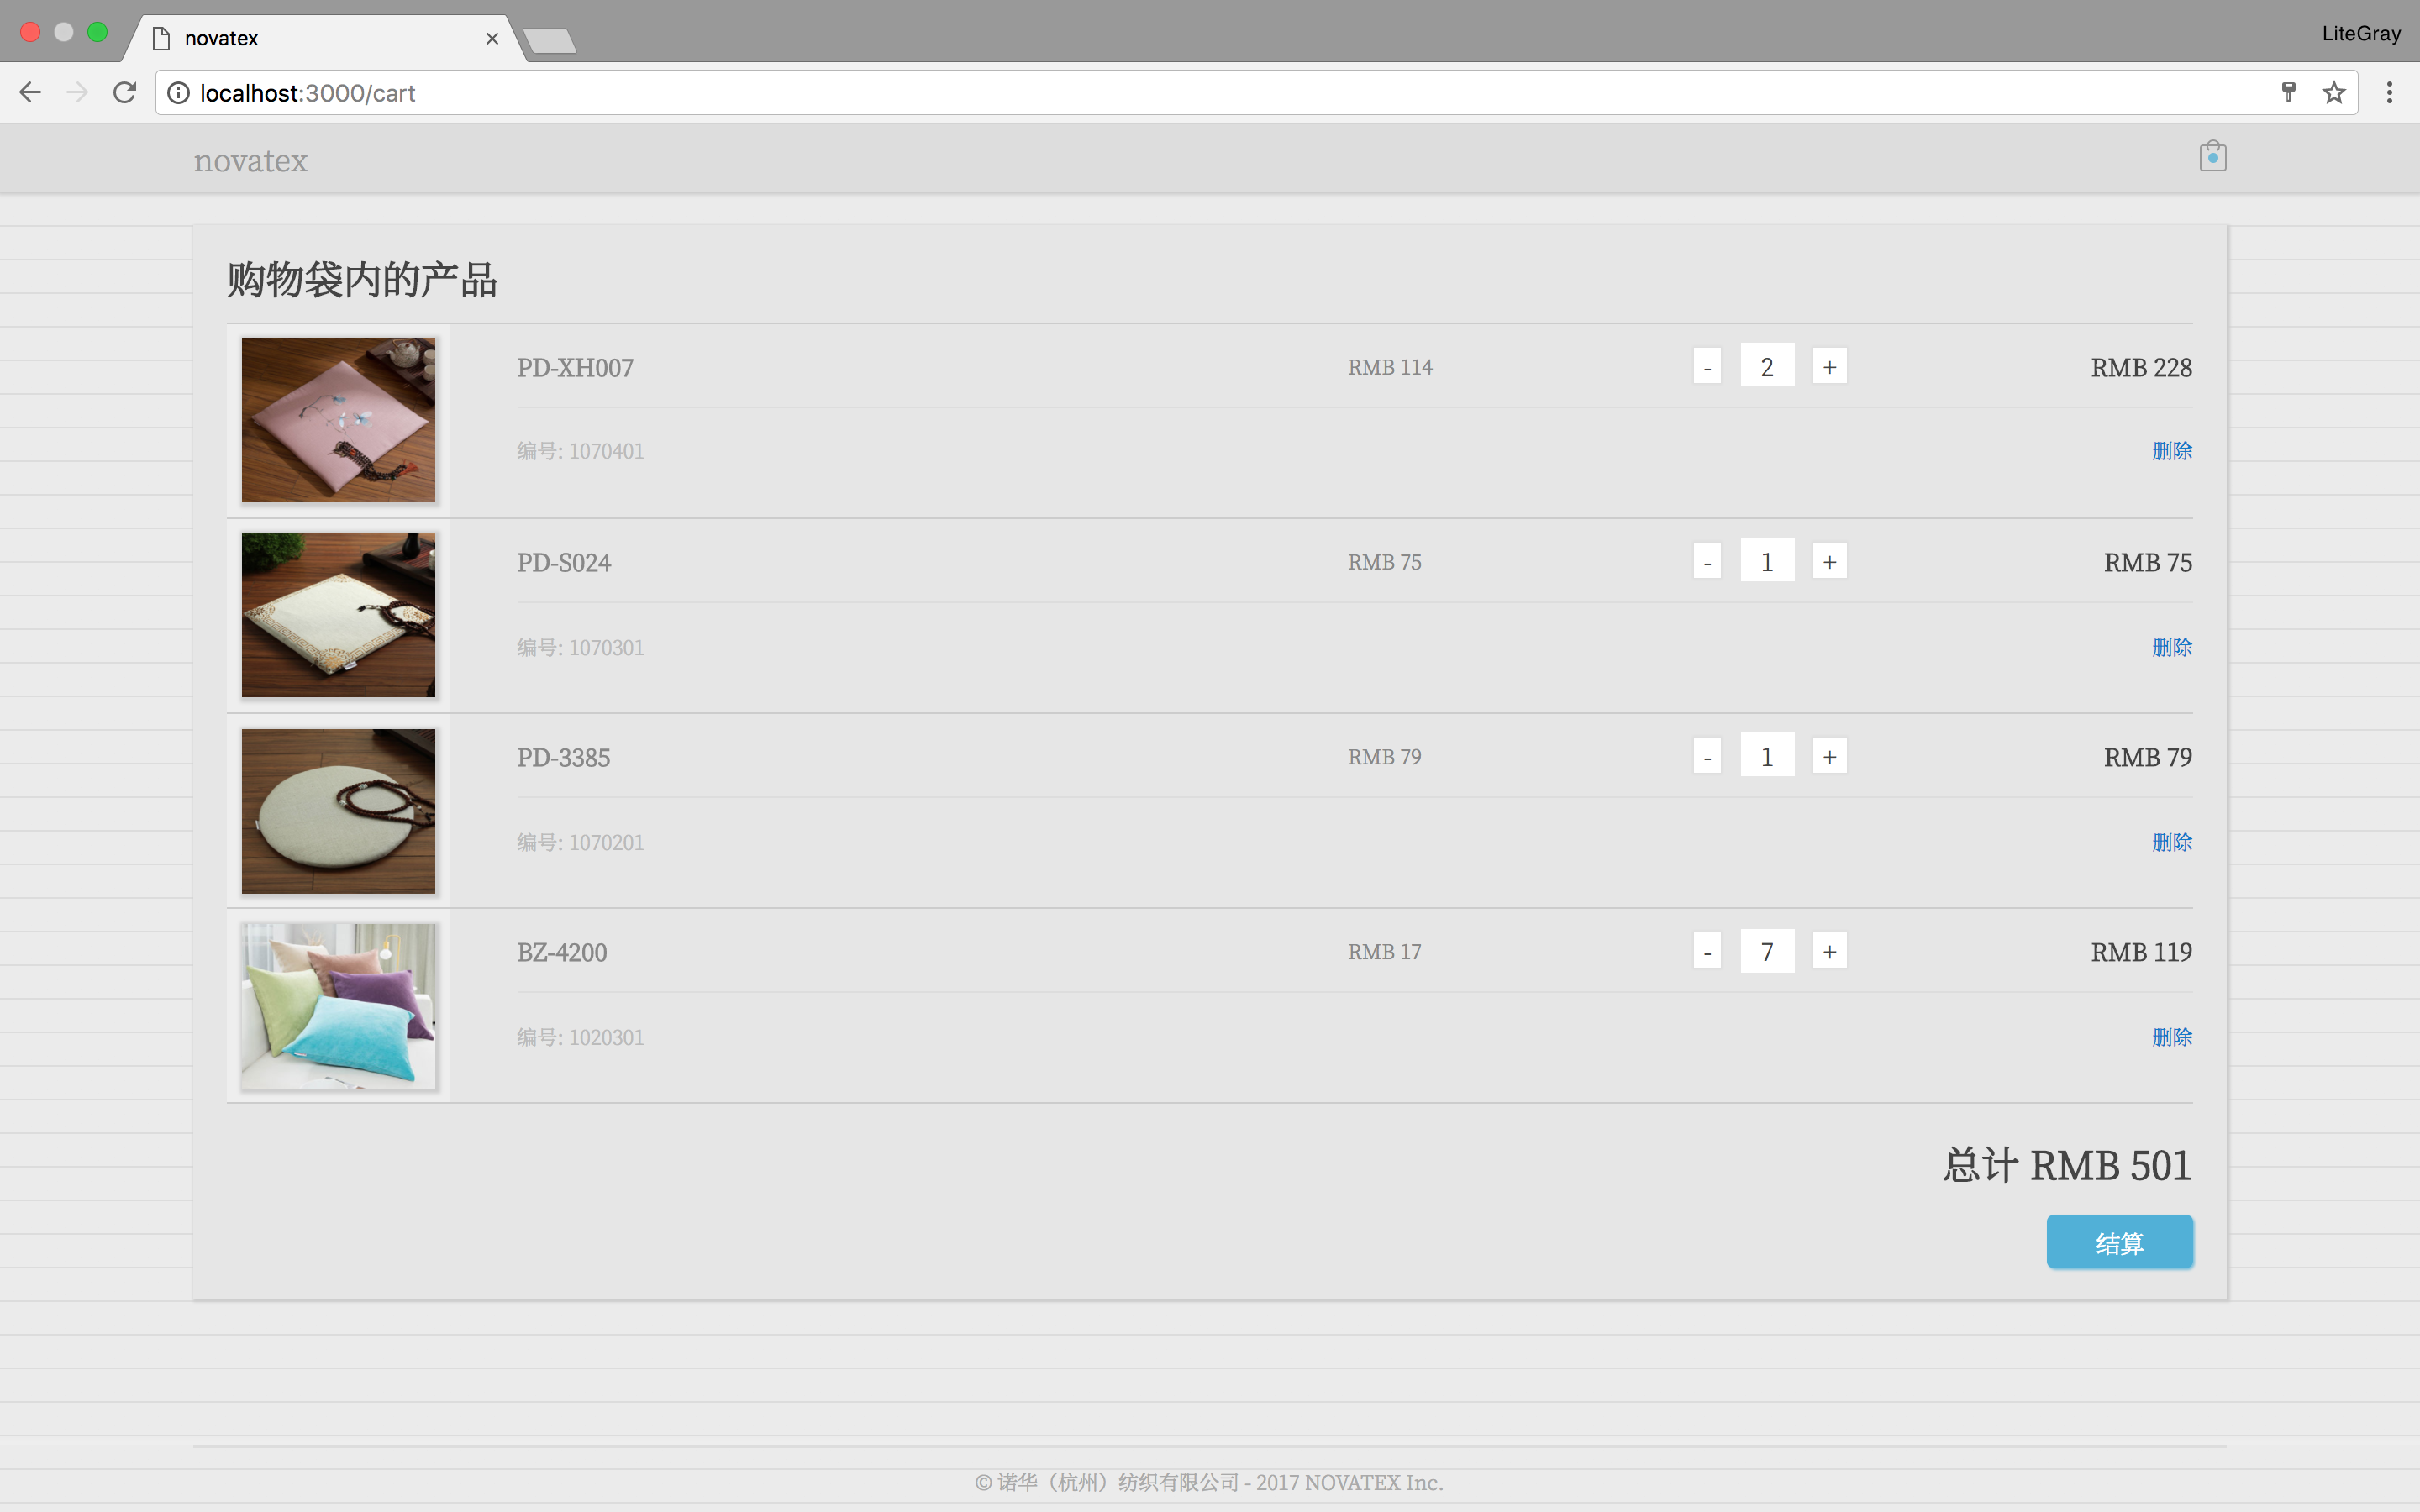 novatex
LiteGray
localhost:3000/cart
novatex
购物袋内的产品
PD-XH007 RMB 114 - 2 + RMB 228
编号: 1070401 删除
PD-S024 RMB 75 - 1 + RMB 75
编号: 1070301 删除
PD-3385 RMB 79 - 1 + RMB 79
编号: 1070201 删除
BZ-4200 RMB 17 - 7 + RMB 119
编号: 1020301 删除
总计 RMB 501
结算
© 诺华（杭州）纺织有限公司 - 2017 NOVATEX Inc.